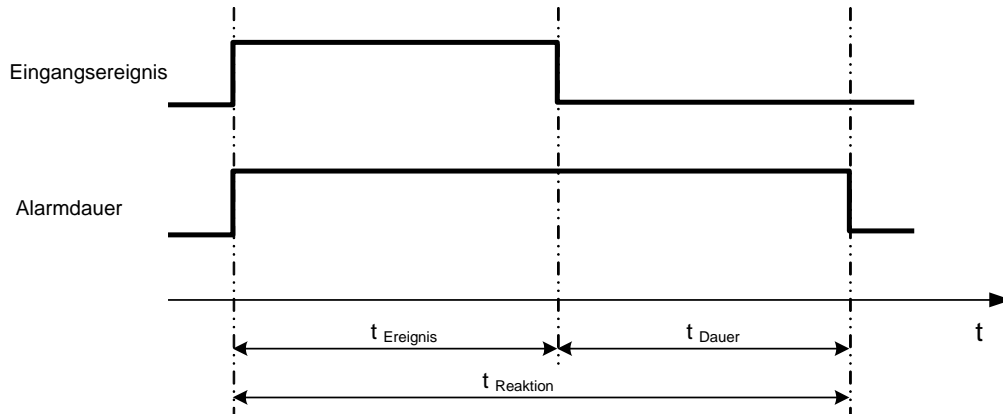 Eingangsereignis
Alarmdauer
t
t Ereignis
t Dauer
t Reaktion